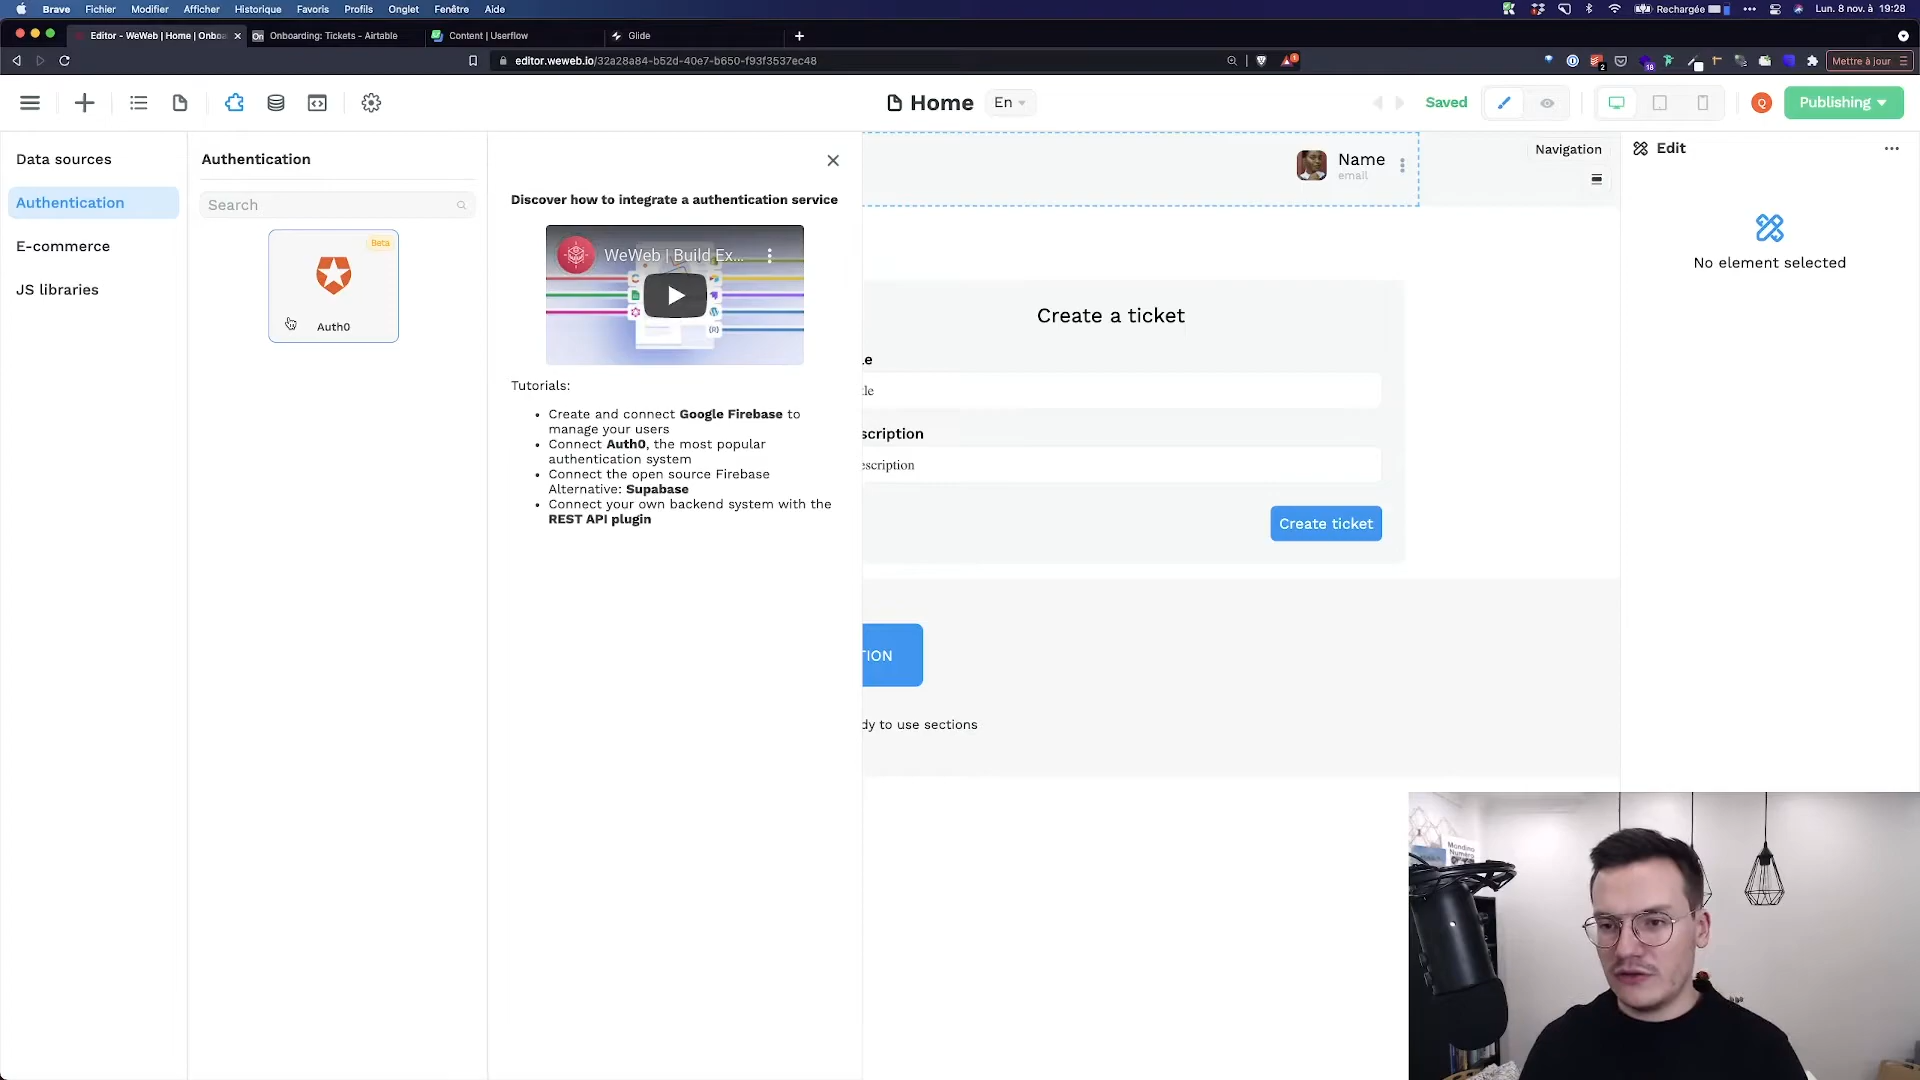 Brave Fichier Modifier Afficher Historique Favoris Profils Onglet Fenêtre Aide
Rechargée
Lun. 8 nov. à 19:28
Editor - WeWeb | Home | Onboa
Onboarding: Tickets - Airtable
Content | Userflow
Glide
editor.weweb.io/32a28a84-b52d-40e7-b650-f93f3537ec48
Mettre à jour
Home
En
Saved
Q
Publishing
Data sources
Authentication
E-commerce
JS libraries
Authentication
Search
Beta
Auth0
Discover how to integrate a authentication service
WeWeb | Build Ex...
Tutorials:
Create and connect Google Firebase to
manage your users
Connect Auth0, the most popular
authentication system
Connect the open source Firebase
Alternative: Supabase
Connect your own backend system with the
REST API plugin
Name
email
Navigation
Create a ticket
le
scription
escription
Create ticket
TION
dy to use sections
Edit
No element selected